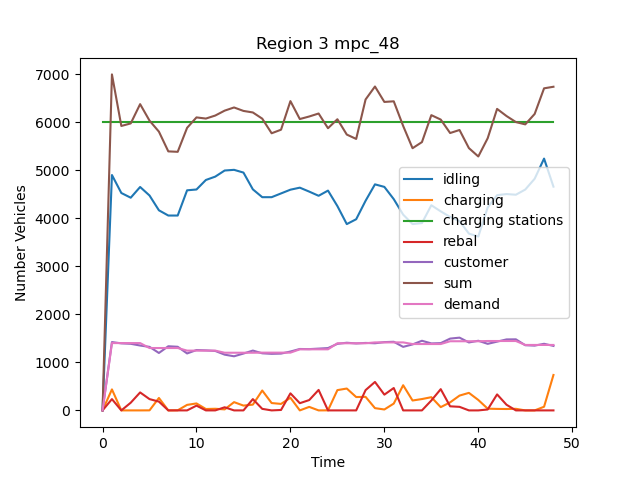 Region 3 mpc_48
Number Vehicles
7000
6000
5000
4000
3000
2000
1000
0
idling
charging
charging stations
rebal
customer
sum
demand
0
10
20
30
40
50
Time